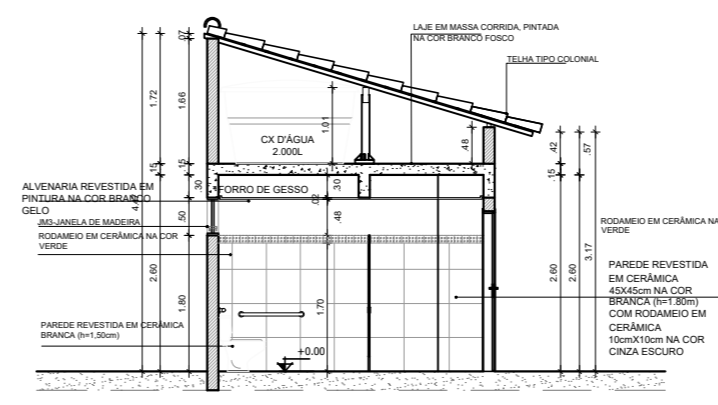 LAJE EM MASSA CORRIDA, PINTADA
NA COR BRANCO FOSCO
TELHA TIPO COLONIAL
.07
1.72
1.66
1.01
CX D'ÁGUA
2.000L
.48
.42
.57
.15
.15
.15
ALVENARIA REVESTIDA EM
PINTURA NA COR BRANCO
GELO
.30
FORRO DE GESSO
.30
.02
JM3-JANELA DE MADEIRA
.50
.48
RODAMEIO EM CERÂMICA NA COR
VERDE
RODAMEIO EM CERÂMICA NA
VERDE
2.60
1.80
1.70
2.60
2.60
3.17
PAREDE REVESTIDA
EM CERÂMICA
45X45cm NA COR
BRANCA (h=1.80m)
COM RODAMEIO EM
CERÂMICA
10cmX10cm NA COR
CINZA ESCURO
PAREDE REVESTIDA EM CERÂMICA
BRANCA (h=1,50cm)
+0.00